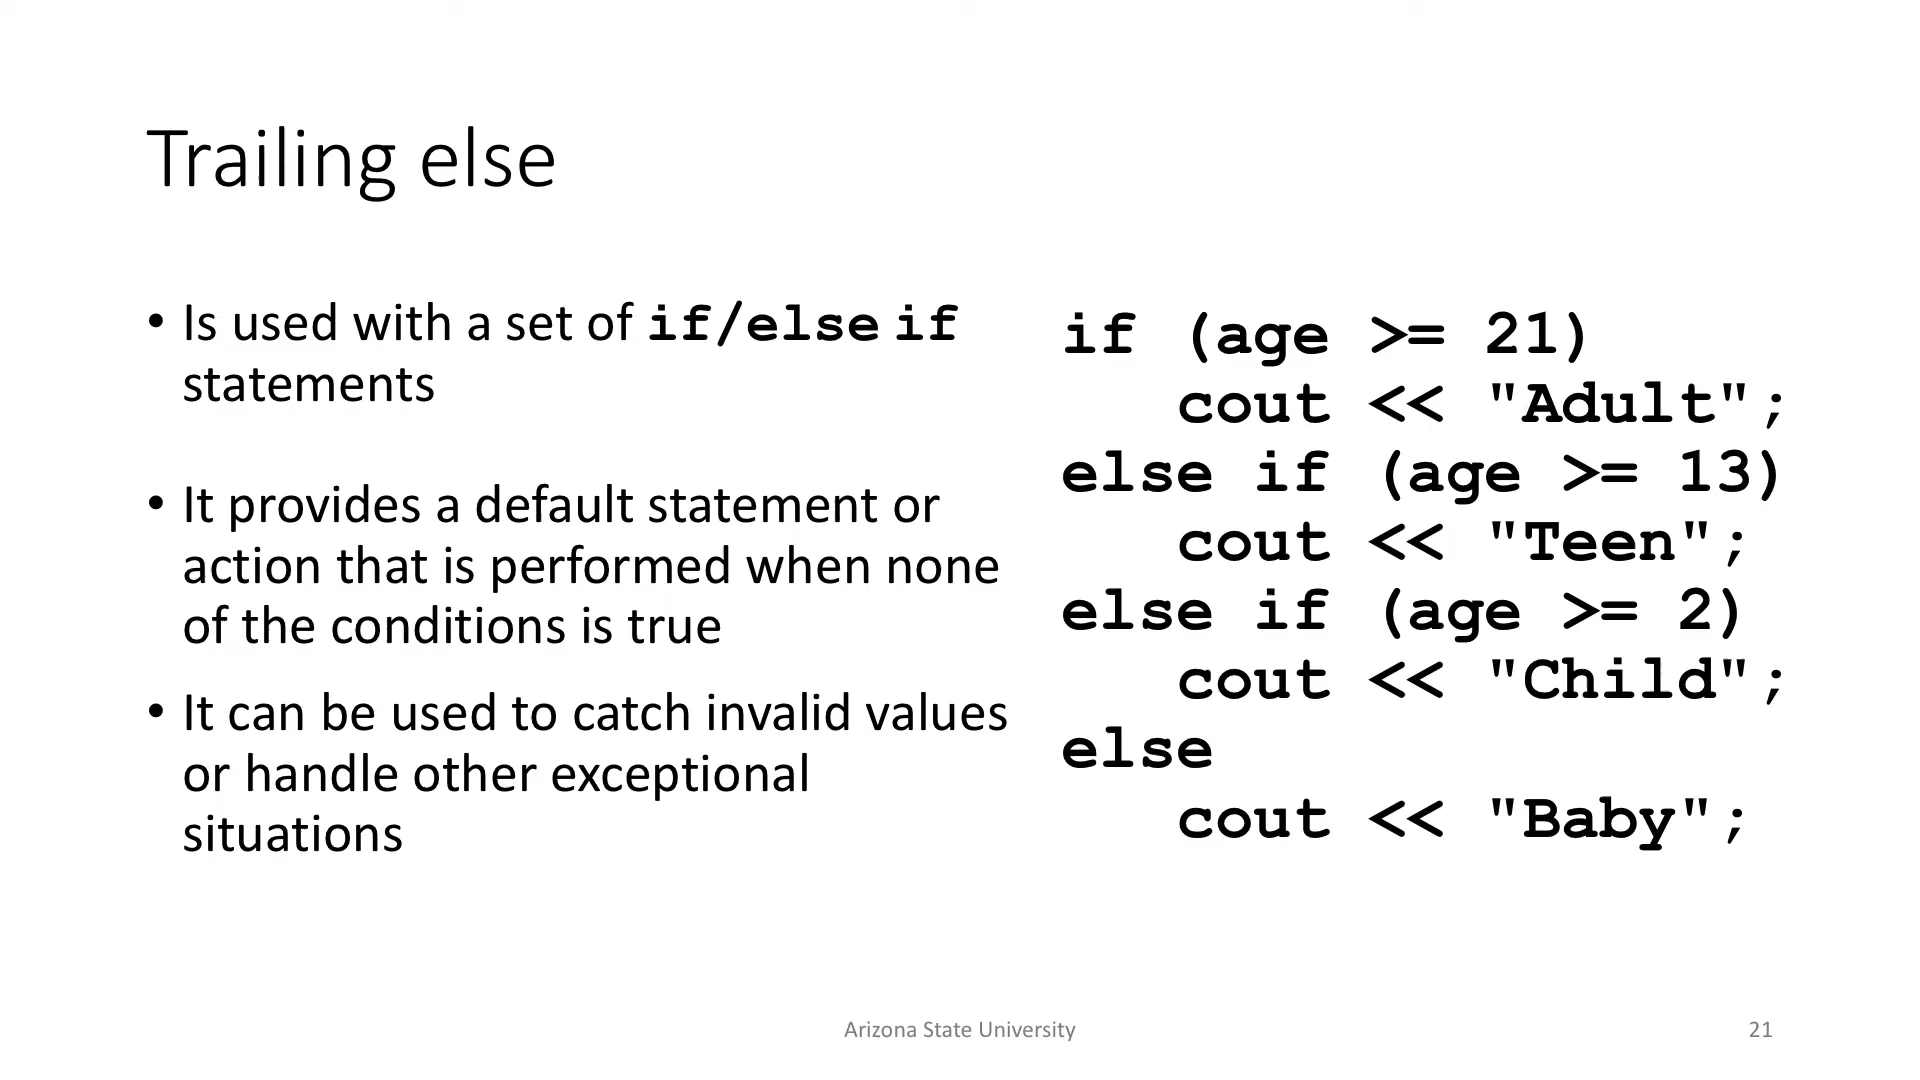 Trailing else
• Is used with a set of if/else if
statements
• It provides a default statement or
action that is performed when none
of the conditions is true
• It can be used to catch invalid values
or handle other exceptional
situations
if (age >= 21)
   cout << "Adult";
else if (age >= 13)
   cout << "Teen";
else if (age >= 2)
   cout << "Child";
else
   cout << "Baby";
Arizona State University
21